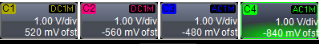 C1 DC1M C2 DC1M C3 AC1M C4 AC1M
1.00 V/div 1.00 V/div 1.00 V/div 1.00 V/div
520 mV ofst -560 mV ofst -480 mV ofst -840 mV ofst